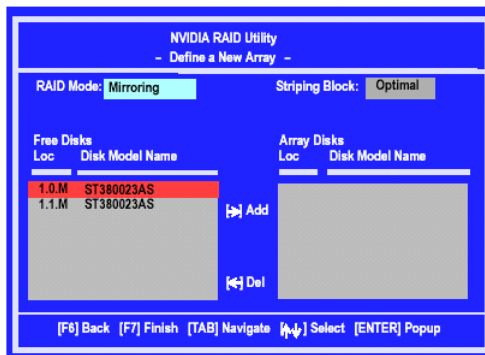 NVIDIA RAID Utility
– Define a New Array –
RAID Mode: Mirroring Striping Block: Optimal
Free Disks Array Disks
Loc Disk Model Name Loc Disk Model Name
1.0.M ST380023AS
1.1.M ST380023AS
[→] Add
[←] Del
[F6] Back [F7] Finish [TAB] Navigate [↑↓] Select [ENTER] Popup